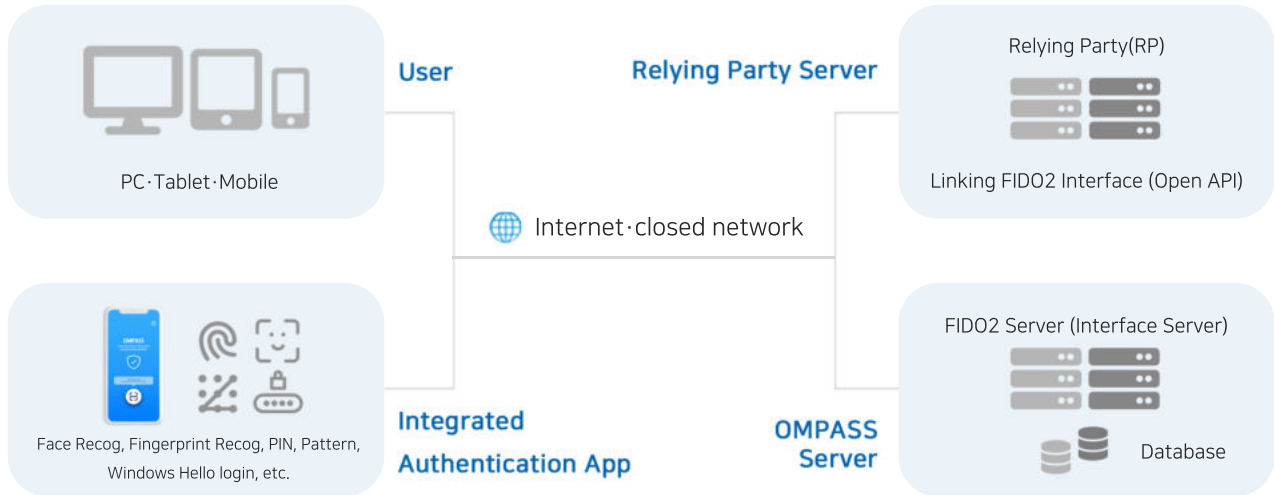 User
PC·Tablet·Mobile
Relying Party Server
Relying Party(RP)
Linking FIDO2 Interface (Open API)
Internet·closed network
OMPASS
Face Recog, Fingerprint Recog, PIN, Pattern,
Windows Hello login, etc.
Integrated
Authentication App
OMPASS
Server
FIDO2 Server (Interface Server)
Database